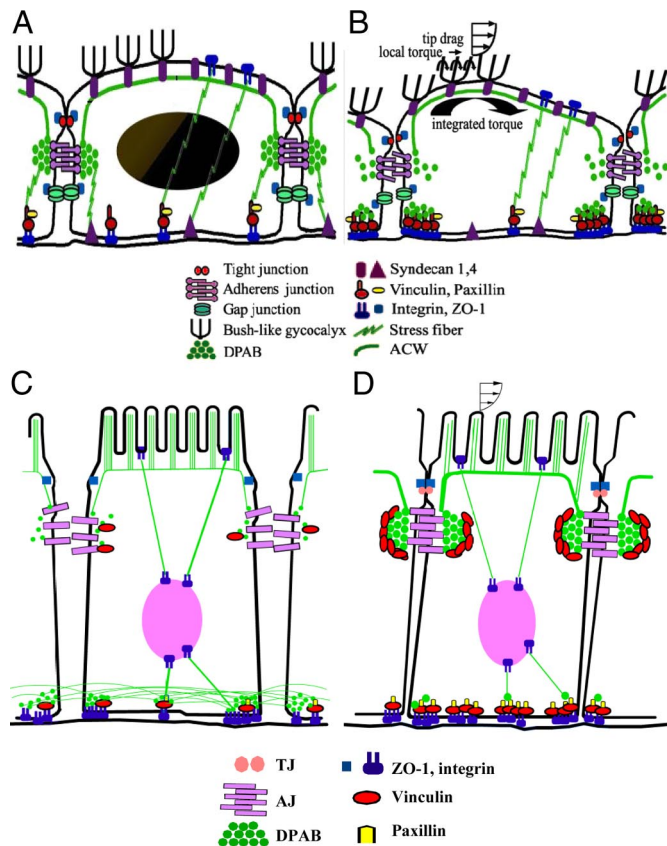 A
B
tip drag
local torque
integrated torque
Tight junction
Adherens junction
Gap junction
Bush-like gycocalyx
DPAB
Syndecan 1,4
Vinculin, Paxillin
Integrin, ZO-1
Stress fiber
ACW
C
D
TJ
AJ
DPAB
ZO-1, integrin
Vinculin
Paxillin